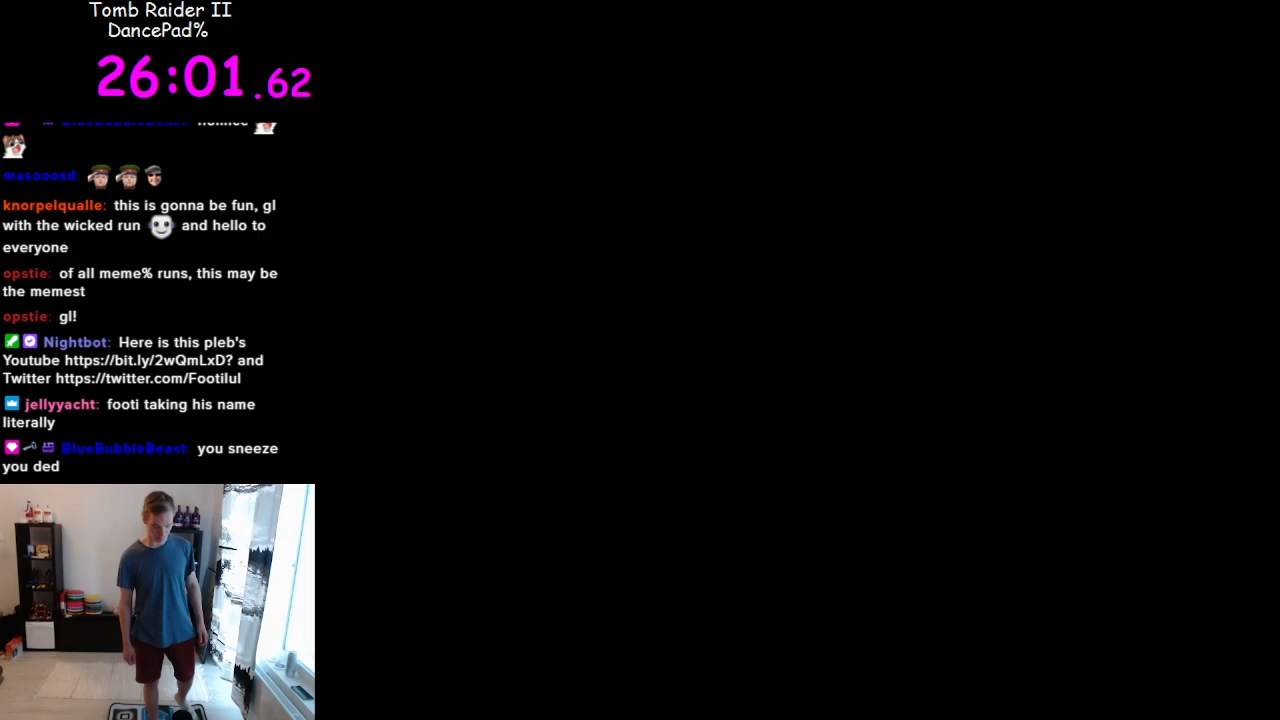 Tomb Raider II
DancePad%
26:01.62
masoooxd:
knorpelqualle: this is gonna be fun, gl
with the wicked run and hello to
everyone
opstie: of all meme% runs, this may be
the memest
opstie: gl!
Nightbot: Here is this pleb's
Youtube https://bit.ly/2wQmLxD? and
Twitter https://twitter.com/Footilul
jellyyacht: footi taking his name
literally
BlueBubbleBeast: you sneeze
you ded